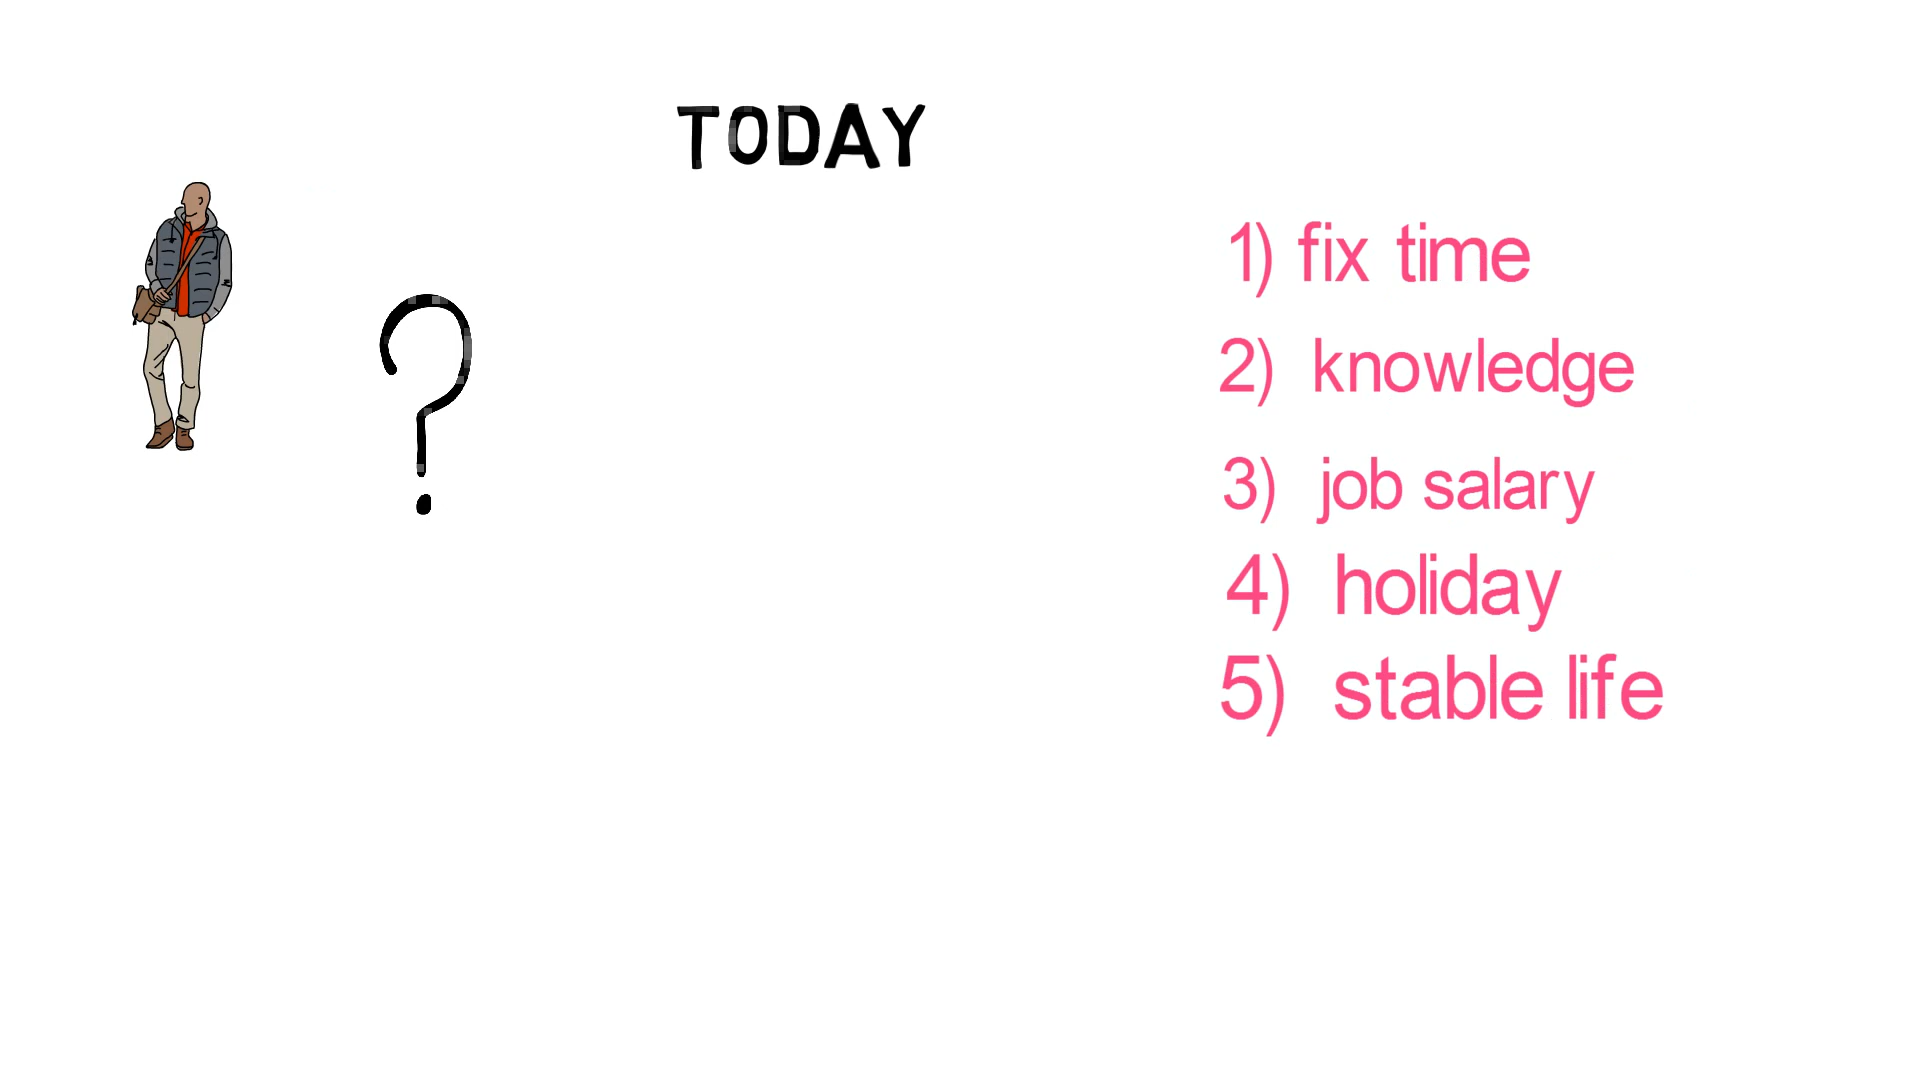 TODAY
?
1) fix time
2) knowledge
3) job salary
4) holiday
5) stable life